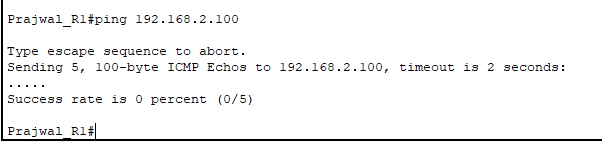 Prajwal_R1#ping 192.168.2.100
Type escape sequence to abort.
Sending 5, 100-byte ICMP Echos to 192.168.2.100, timeout is 2 seconds:
.....
Success rate is 0 percent (0/5)
Prajwal_R1#